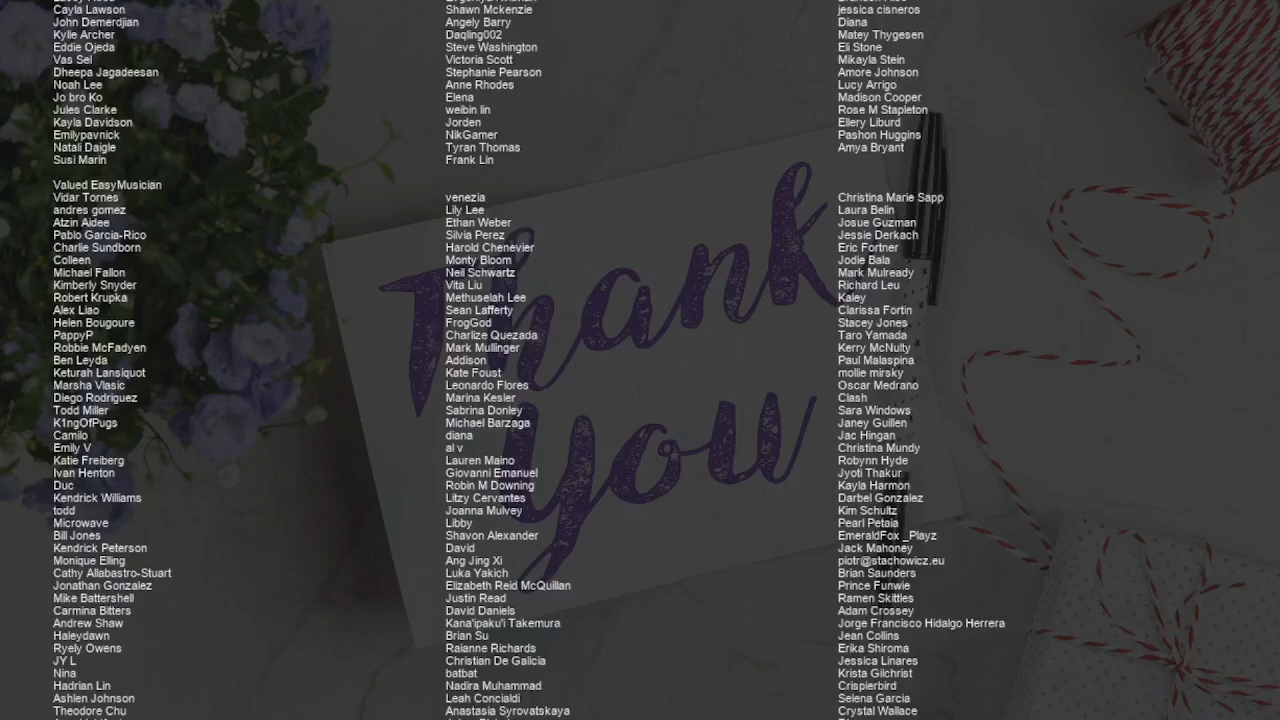 Cayla Lawson
John Demerdjian
Kylie Archer
Eddie Ojeda
Vas Sel
Dheepa Jagadeesan
Noah Lee
Jo bro Ko
Jules Clarke
Kayla Davidson
Emilypavnick
Natali Daigle
Susi Marin
Shawn Mckenzie
Angely Barry
Daqling002
Steve Washington
Victoria Scott
Stephanie Pearson
Anne Rhodes
Elena
weibin lin
Jorden
NikGamer
Tyran Thomas
Frank Lin
jessica cisneros
Diana
Matey Thygesen
Eli Stone
Mikayla Stein
Amore Johnson
Lucy Arrigo
Madison Cooper
Rose M Stapleton
Ellery Liburd
Pashon Huggins
Amya Bryant
Valued EasyMusician
Vidar Tornes
andres gomez
Atzin Aidee
Pablo Garcia-Rico
Charlie Sundborn
Colleen
Michael Fallon
Kimberly Snyder
Robert Krupka
Alex Liao
Helen Bougoure
PappyP
Robbie McFadyen
Ben Leyda
Keturah Lansiquot
Marsha Vlasic
Diego Rodriguez
Todd Miller
K1ngOfPugs
Camilo
Emily V
Katie Freiberg
Ivan Henton
Duc
Kendrick Williams
todd
Microwave
Bill Jones
Kendrick Peterson
Monique Eling
Cathy Allabastro-Stuart
Jonathan Gonzalez
Mike Battershell
Carmina Bitters
Andrew Shaw
Haleydawn
Ryely Owens
JY L
Nina
Hadrian Lin
Ashlen Johnson
Theodore Chu
venezia
Lily Lee
Ethan Weber
Silvia Perez
Harold Chenevier
Monty Bloom
Neil Schwartz
Vita Liu
Methuselah Lee
Sean Lafferty
FrogGod
Charlize Quezada
Mark Mullinger
Addison
Kate Foust
Leonardo Flores
Marina Kesler
Sabrina Donley
Michael Barzaga
diana
al v
Lauren Maino
Giovanni Emanuel
Robin M Downing
Litzy Cervantes
Joanna Mulvey
Libby
Shavon Alexander
David
Ang Jing Xi
Luka Yakich
Elizabeth Reid McQuillan
Justin Read
David Daniels
Kana'ipaku'i Takemura
Brian Su
Raianne Richards
Christian De Galicia
batbat
Nadira Muhammad
Leah Concialdi
Anastasia Syrovatskaya
Christina Marie Sapp
Laura Belin
Josue Guzman
Jessie Derkach
Eric Fortner
Jodie Bala
Mark Mulready
Richard Leu
Kaley
Clarissa Fortin
Stacey Jones
Taro Yamada
Kerry McNulty
Paul Malaspina
mollie mirsky
Oscar Medrano
Clash
Sara Windows
Janey Guillen
Jac Hingan
Christina Mundy
Robynn Hyde
Jyoti Thakur
Kayla Harmon
Darbel Gonzalez
Kim Schultz
Pearl Petaia
EmeraldFox _Playz
Jack Mahoney
piotr@stachowicz.eu
Brian Saunders
Prince Funwie
Ramen Skittles
Adam Crossey
Jorge Francisco Hidalgo Herrera
Jean Collins
Erika Shiroma
Jessica Linares
Krista Gilchrist
Crispierbird
Selena Garcia
Crystal Wallace
Thank
you